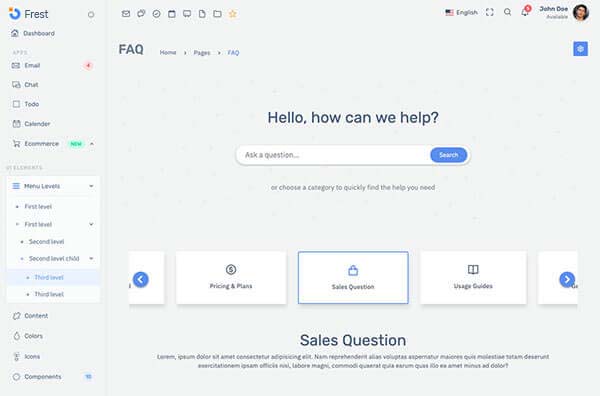 Frest
Dashboard
APPS
Email 4
Chat
Todo
Calender
Ecommerce NEW
UI ELEMENTS
Menu Levels
First level
First level
Second level
Second level child
Third level
Third level
Content
Colors
Icons
Components 10
English
5
John Doe
Available
FAQ
Home > Pages > FAQ
Hello, how can we help?
Ask a question...
Search
or choose a category to quickly find the help you need
Pricing & Plans
Sales Question
Usage Guides
Sales Question
Lorem, ipsum dolor sit amet consectetur adipisicing elit. Nam reprehenderit alias voluptas aspernatur maiores quis molestiae totam deserunt
exercitationem ipsam officiis nisi, labore magni, commodi quaerat quia earum quas illo ea amet minus ad dolor?